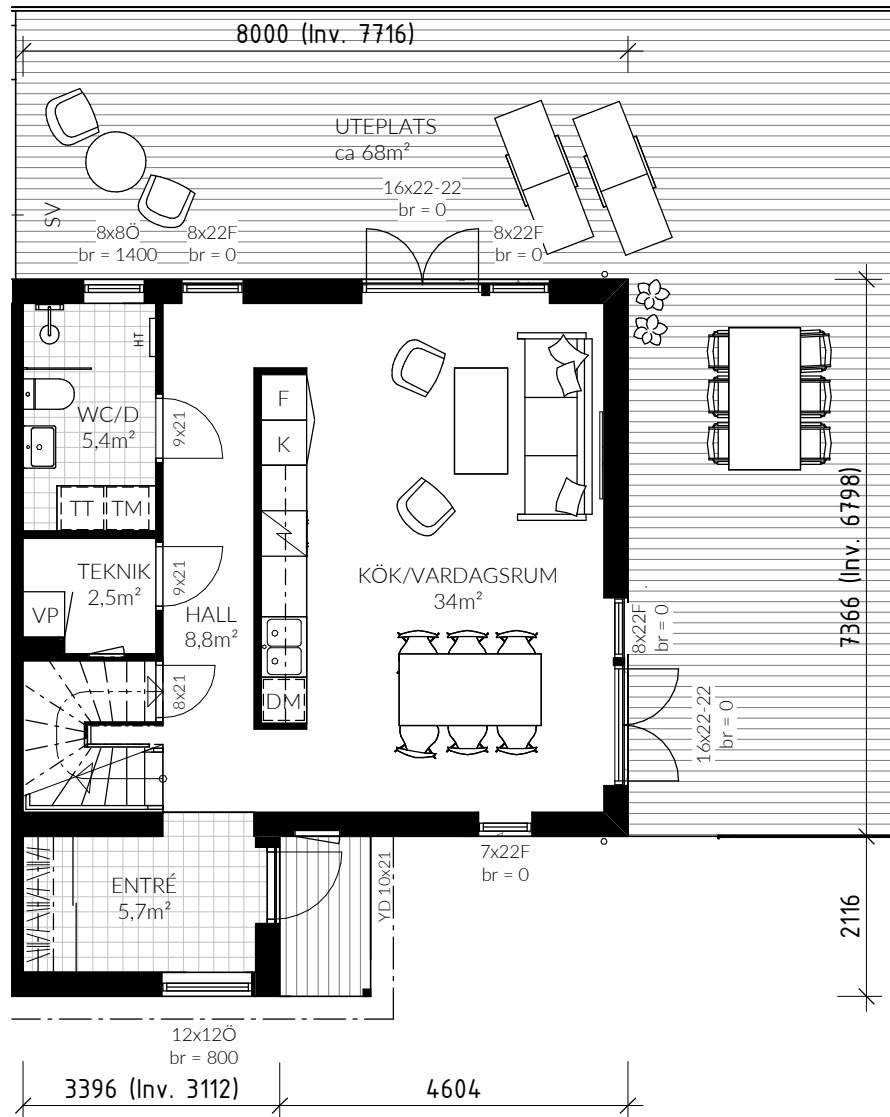 8000 (Inv. 7716)
UTEPLATS
ca 68m²
16x22-22
br = 0
SV
8x8Ö
br = 1400
8x22F
br = 0
8x22F
br = 0
HT
F
K
WC/D
5,4m²
9x21
TT
TM
TEKNIK
2,5m²
9x21
VP
HALL
8,8m²
KÖK/VARDAGSRUM
34m²
8x22F
br = 0
7366 (Inv. 6798)
8x21
DM
16x22-22
br = 0
7x22F
br = 0
ENTRÉ
5,7m²
YD 10x21
2116
12x12Ö
br = 800
3396 (Inv. 3112)
4604